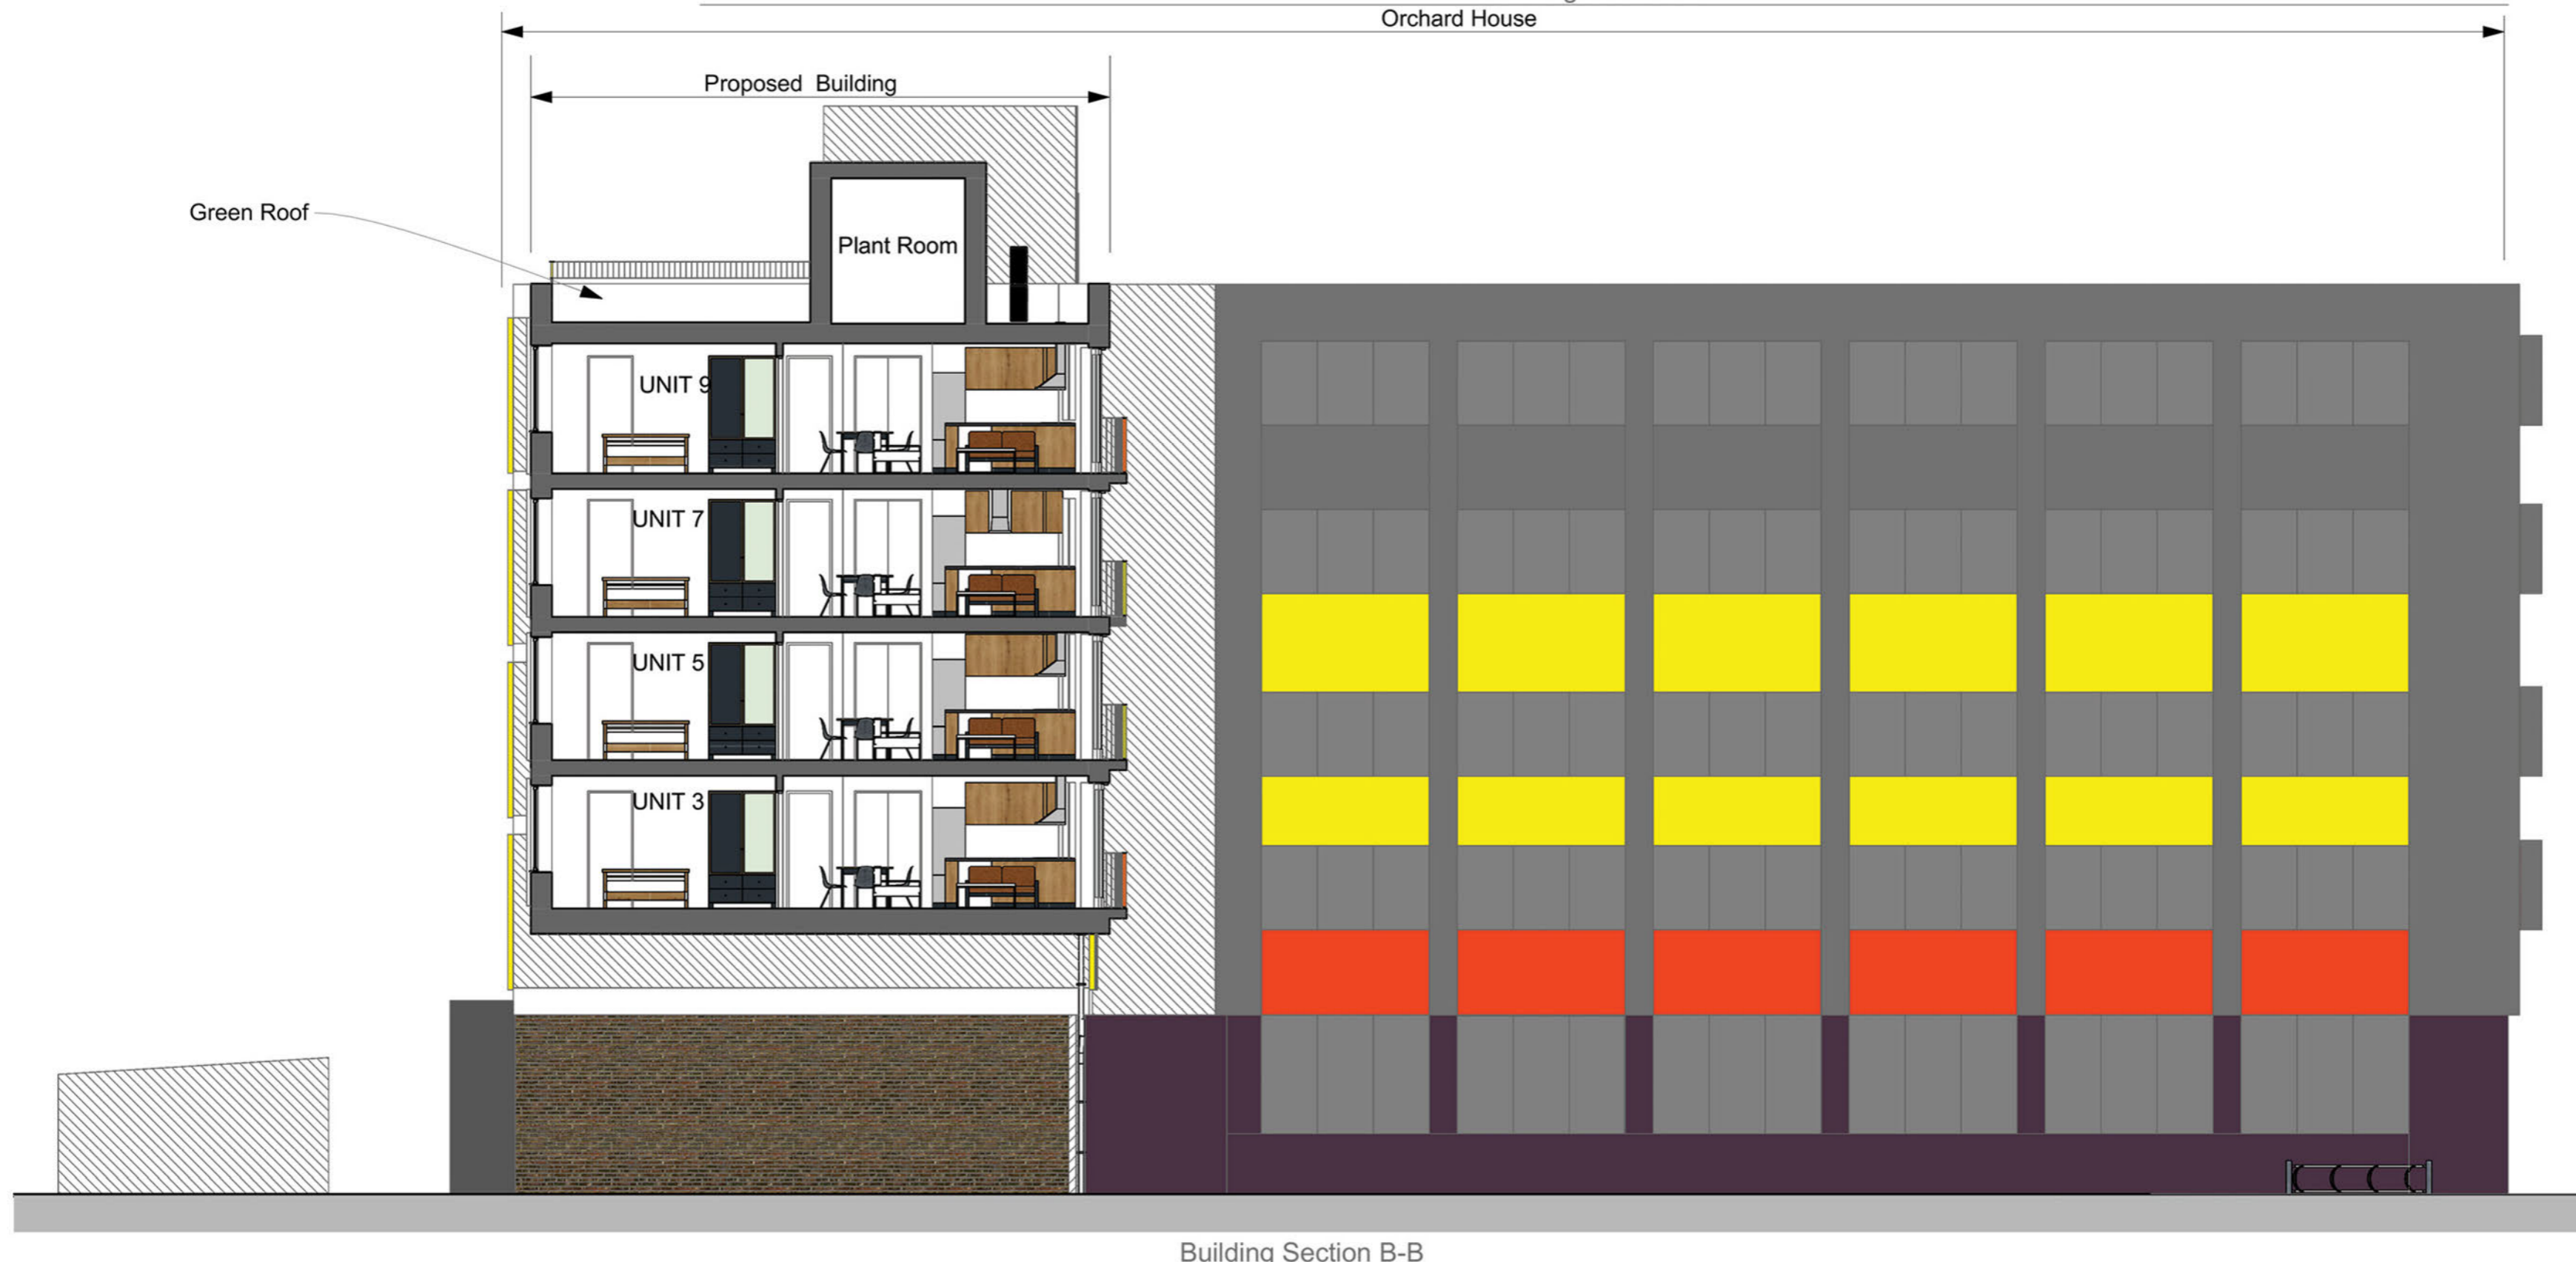 Orchard House
Proposed  Building
Green Roof
Plant Room
UNIT 9
UNIT 7
UNIT 5
UNIT 3
Building Section B-B